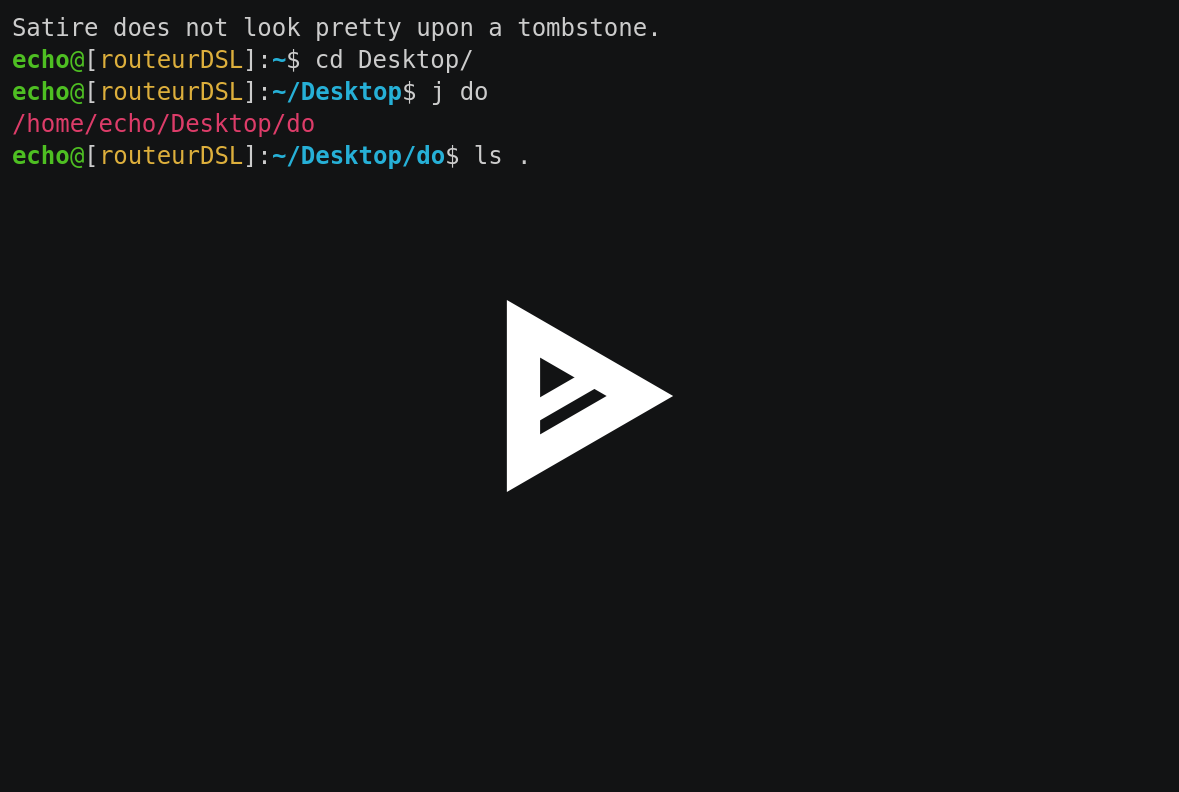 Satire does not look pretty upon a tombstone.
echo@[routeurDSL]:~$ cd Desktop/
echo@[routeurDSL]:~/Desktop$ j do
/home/echo/Desktop/do
echo@[routeurDSL]:~/Desktop/do$ ls .